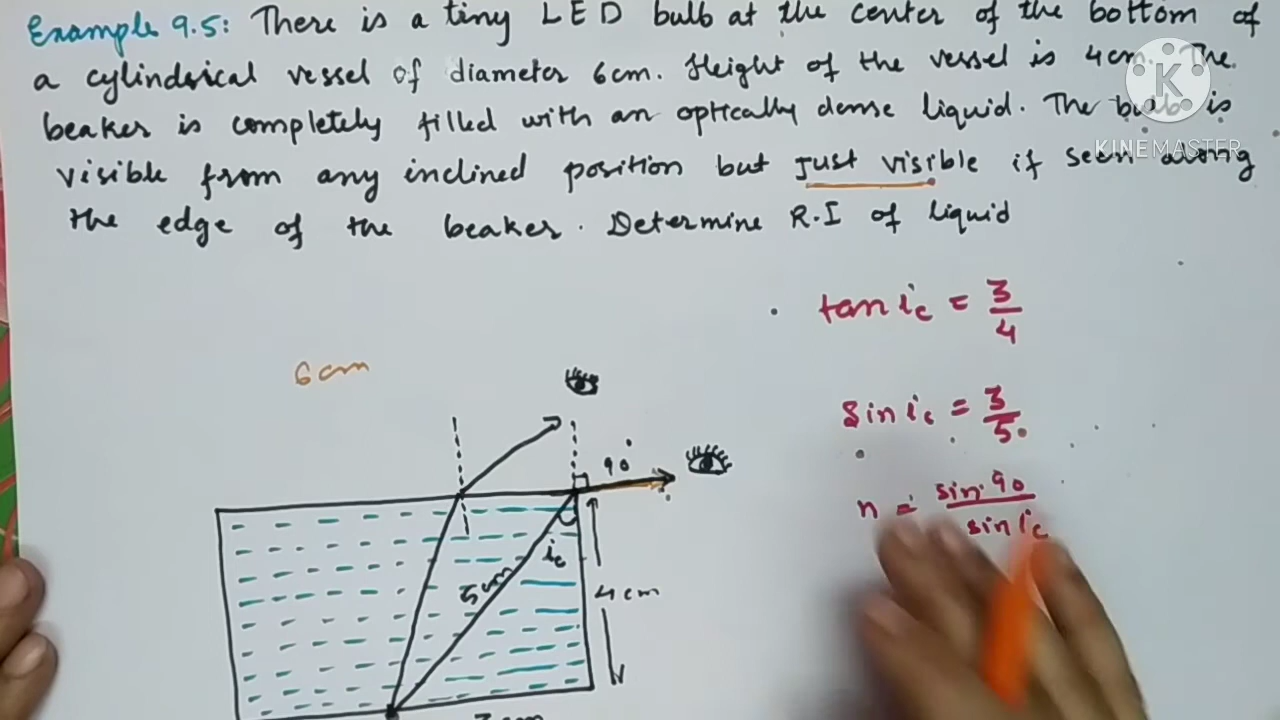 Example 9.5: There is a tiny LED bulb at the center of the bottom of
a cylindrical vessel of diameter 6cm. Height of the vessel is 4cm. The
beaker is completely filled with an optically dense liquid. The bulb is
visible from any inclined position but just visible if seen along
the edge of the beaker. Determine R.I of liquid
K
KINEMASTER
tan ic = 3/4
6cm
sin ic = 3/5
90°
n = sin 90 / sin ic
ic
5cm
4cm